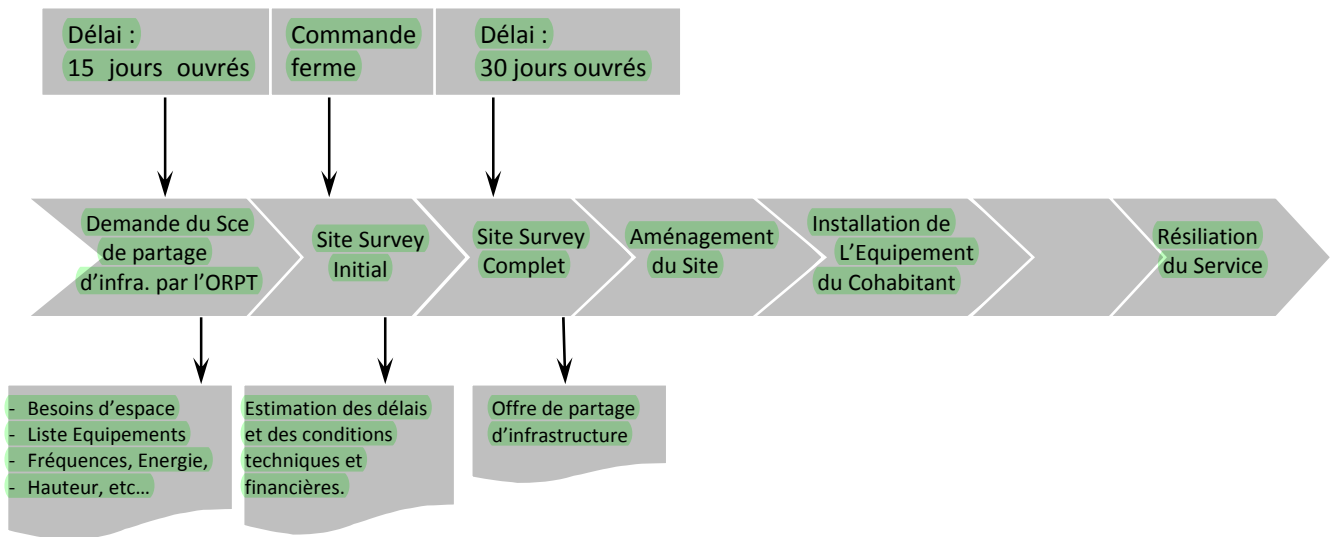 Délai :
15 jours ouvrés
Commande
ferme
Délai :
30 jours ouvrés
Demande du Sce
de partage
d'infra. par l'ORPT
Site Survey
Initial
Site Survey
Complet
Aménagement
du Site
Installation de
L'Equipement
du Cohabitant
Résiliation
du Service
- Besoins d'espace
- Liste Equipements
- Fréquences, Energie,
- Hauteur, etc…
Estimation des délais
et des conditions
techniques et
financières.
Offre de partage
d'infrastructure